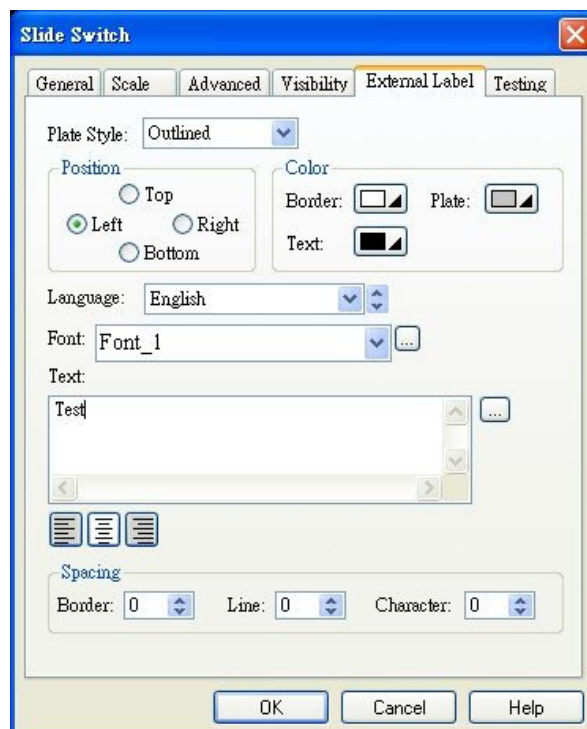 Slide Switch
General Scale Advanced Visibility External Label Testing
Plate Style: Outlined
Position
Top
Left Right
Bottom
Color
Border: Plate:
Text:
Language: English
Font: Font_1 ...
Text:
Test ...
Spacing
Border: 0 Line: 0 Character: 0
OK Cancel Help